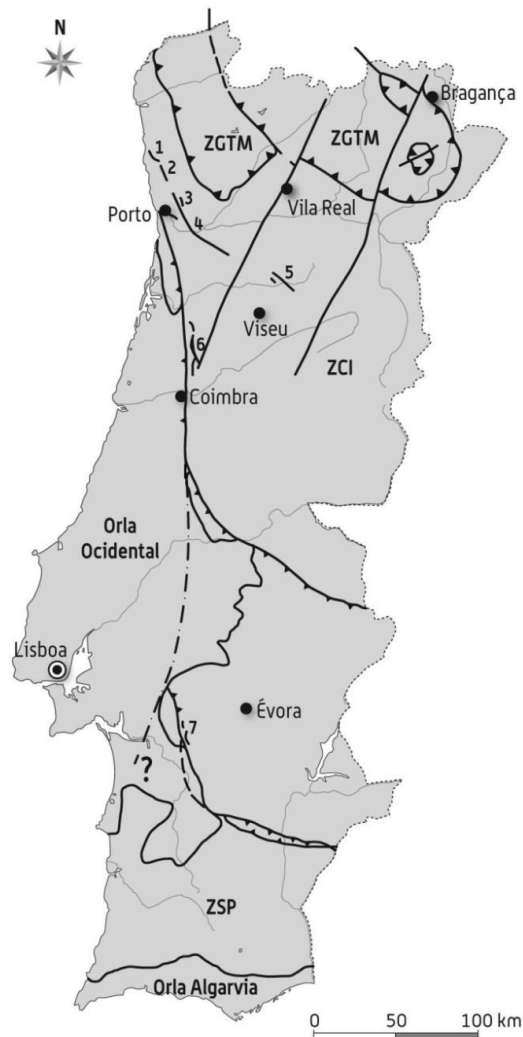 N
Bragança
ZGTM
ZGTM
1
2
3
4
Porto
Vila Real
5
Viseu
6
ZCI
Coimbra
Orla
Ocidental
Lisboa
Évora
7
?
ZSP
Orla Algarvia
0 50 100 km